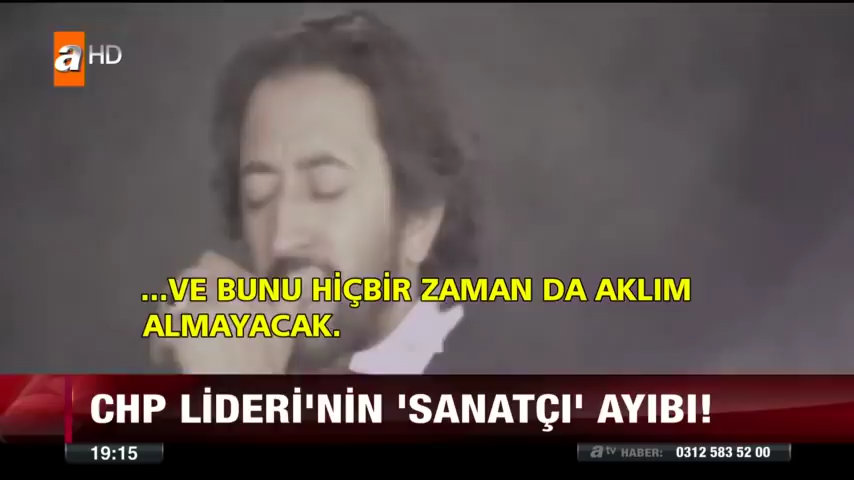 a HD
...VE BUNU HİÇBİR ZAMAN DA AKLIM
ALMAYACAK.
CHP LİDERİ'NİN 'SANATÇI' AYIBI!
19:15
atv HABER: 0312 583 52 00